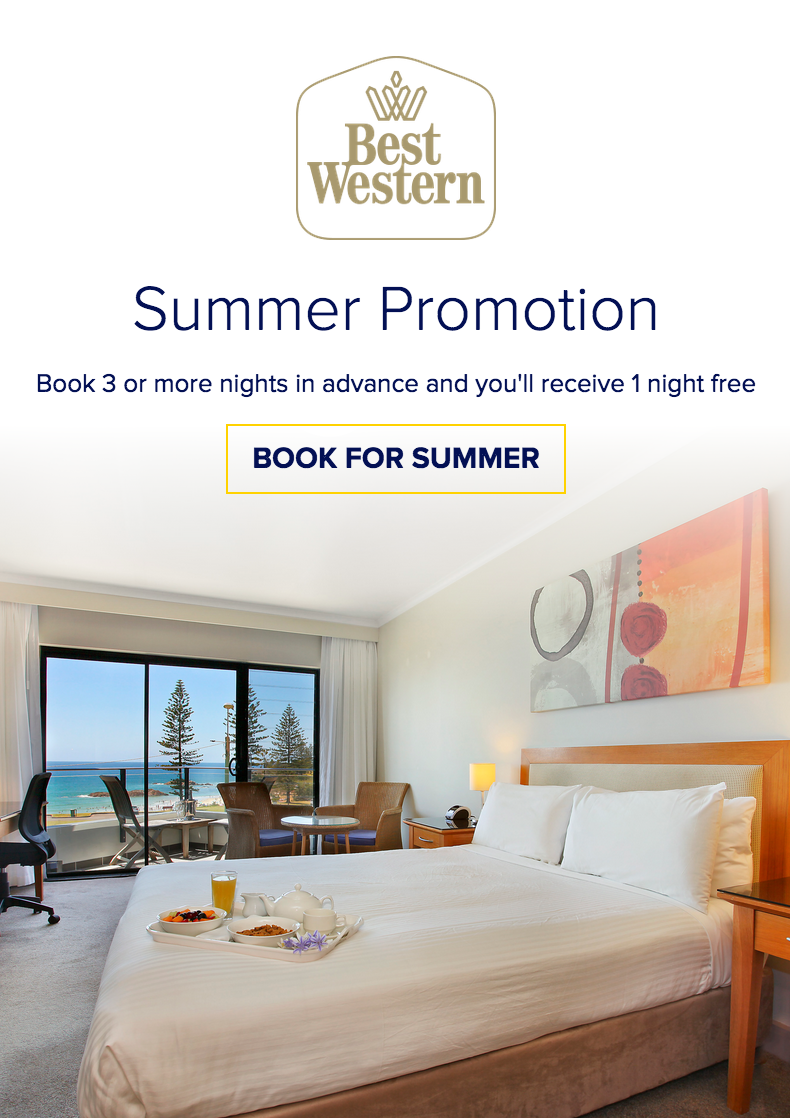 Best
Western
Summer Promotion
Book 3 or more nights in advance and you'll receive 1 night free
BOOK FOR SUMMER